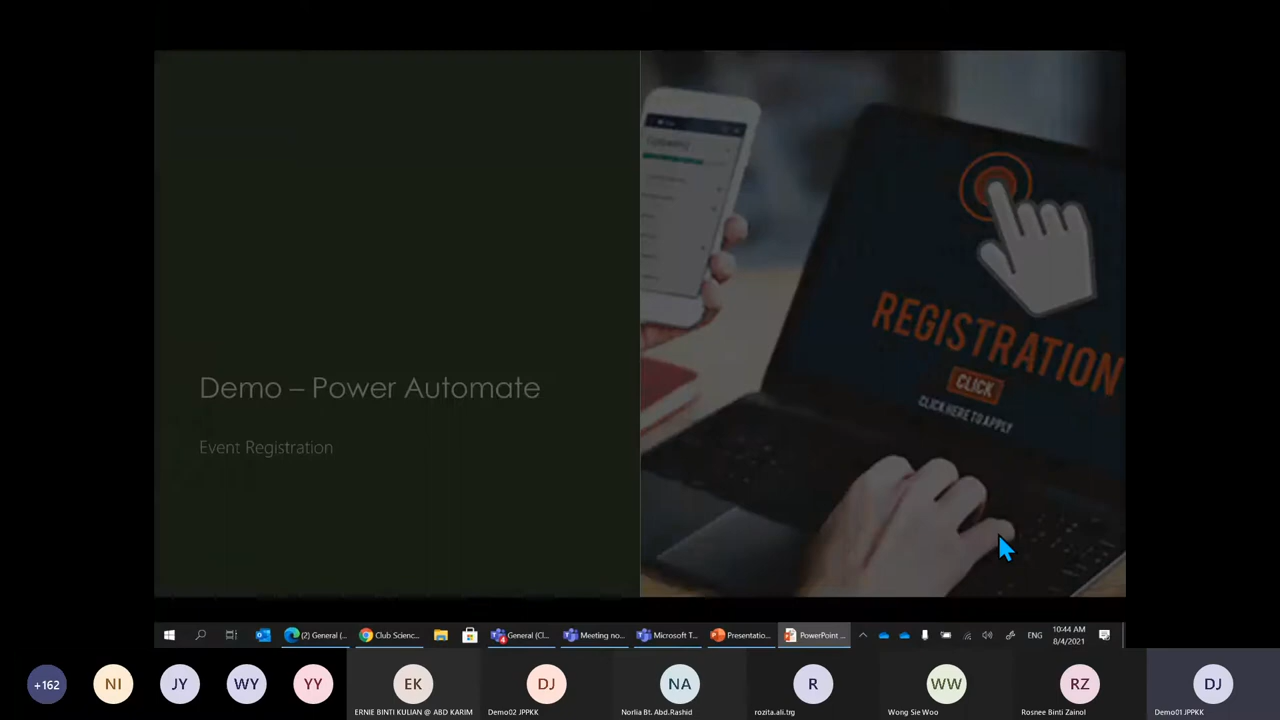 REGISTRATION
CLICK
CLICK HERE TO APPLY
Demo – Power Automate
Event Registration
(2) General (...
Club Scienc...
General (Cl...
Meeting no...
Microsoft T...
Presentatio...
PowerPoint ...
ENG
10:44 AM
8/4/2021
+162
NI
JY
WY
YY
EK
DJ
NA
R
WW
RZ
DJ
ERNIE BINTI KULIAN @ ABD KARIM
Demo02 JPPKK
Norlia Bt. Abd.Rashid
rozita.ali.trg
Wong Sie Woo
Rosnee Binti Zainol
Demo01 JPPKK